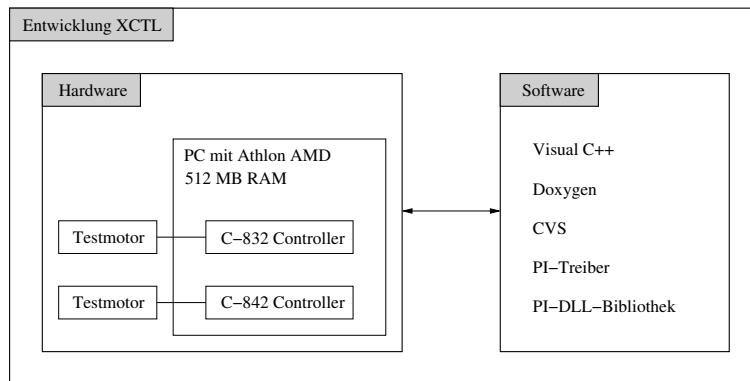 Entwicklung XCTL
Hardware
PC mit Athlon AMD
512 MB RAM
Testmotor
C−832 Controller
Testmotor
C−842 Controller
Software
Visual C++
Doxygen
CVS
PI−Treiber
PI−DLL−Bibliothek